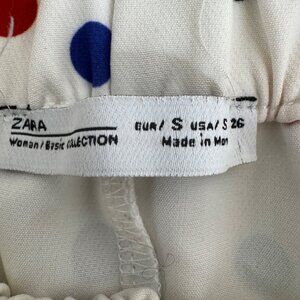 ZARA
Woman/Basic COLLECTION
EUR/ S USA/ S 26
Made in Mor